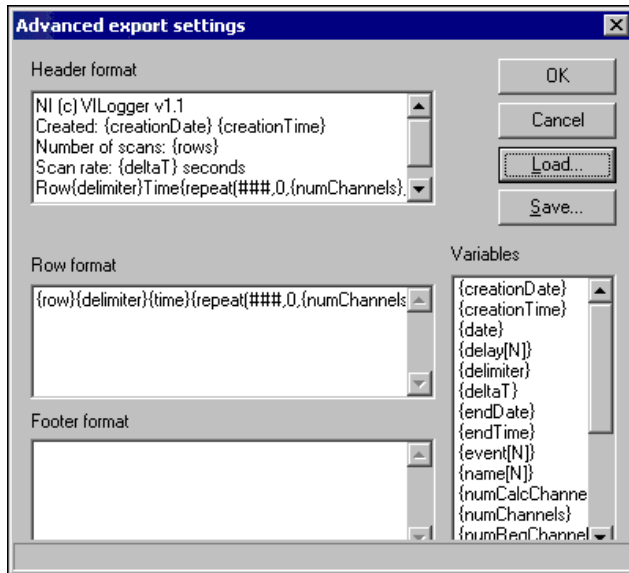 Advanced export settings
Header format
NI (c) VILogger v1.1
Created: {creationDate} {creationTime}
Number of scans: {rows}
Scan rate: {deltaT} seconds
Row{delimiter}Time{repeat(###,0,{numChannels},
OK
Cancel
Load...
Save...
Row format
{row}{delimiter}{time}{repeat(###,0,{numChannels
Footer format
Variables
{creationDate}
{creationTime}
{date}
{delay[N]}
{delimiter}
{deltaT}
{endDate}
{endTime}
{event[N]}
{name[N]}
{numCalcChanne
{numChannels}
{numReqChannel